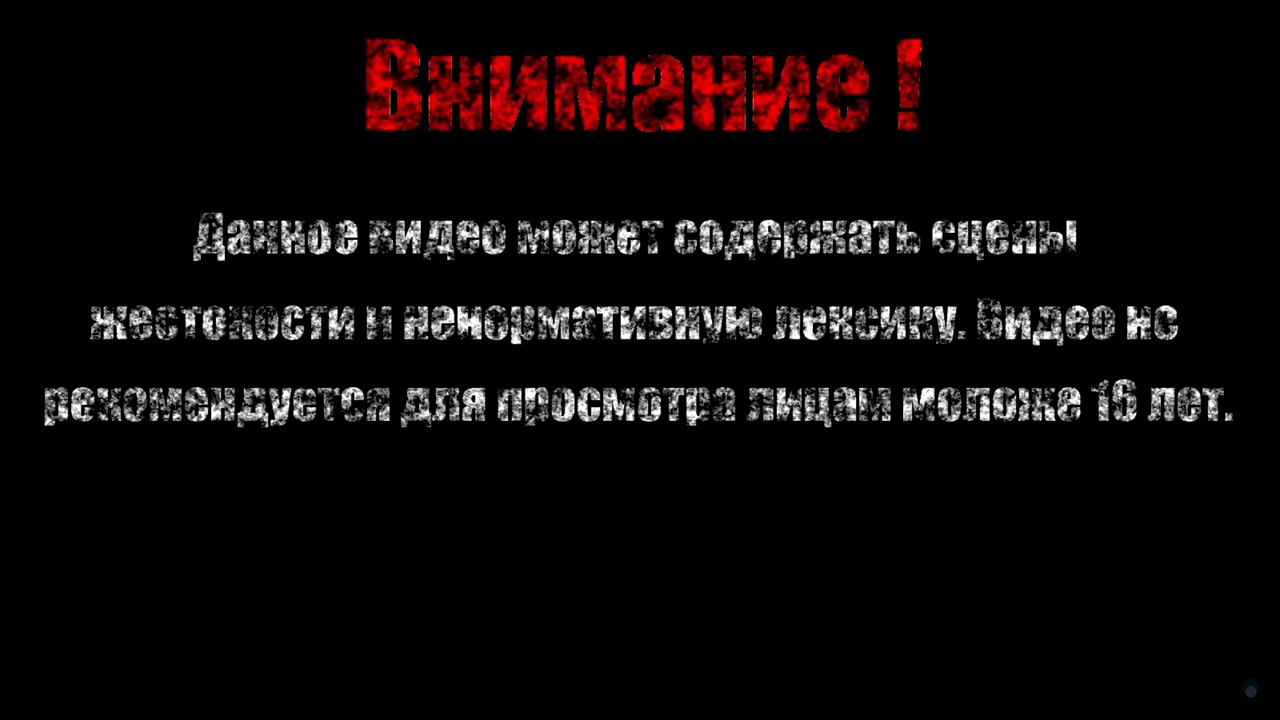 Внимание !
Данное видео может содержать сцены
жестокости и ненормативную лексику. Видео не
рекомендуется для просмотра лицам моложе 16 лет.